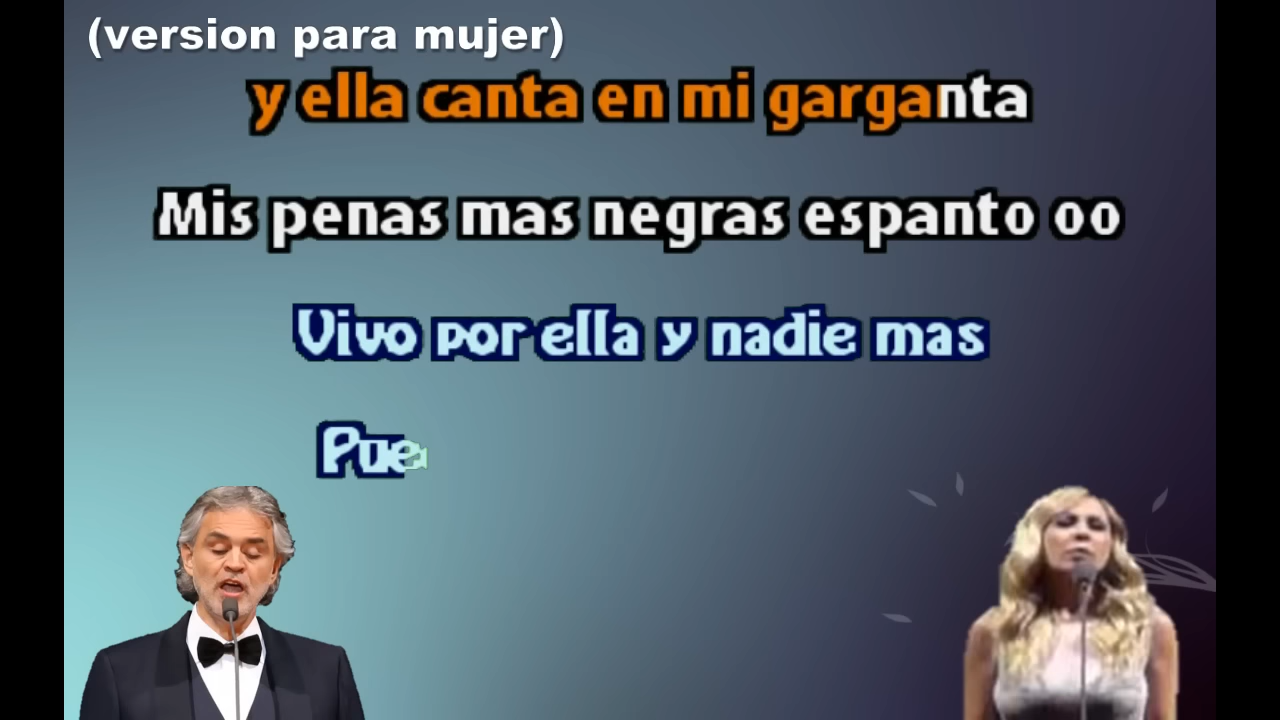 (version para mujer)
y ella canta en mi garganta
Mis penas mas negras espanto oo
Vivo por ella y nadie mas
Pue